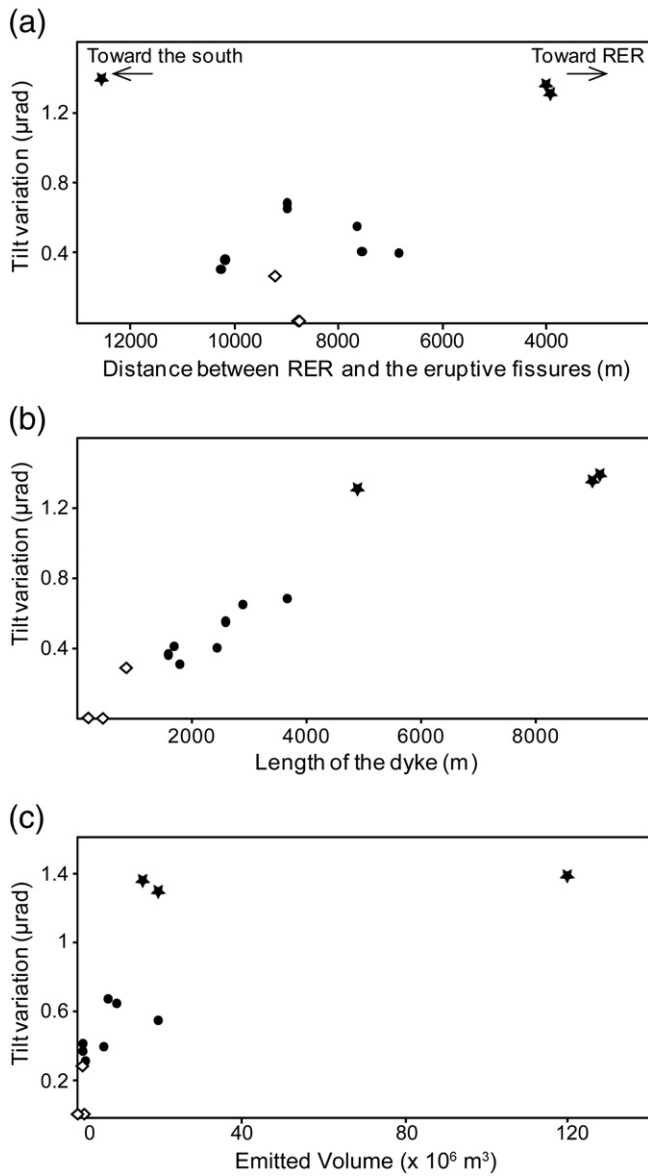 (a)
Toward the south
Toward RER
Tilt variation (µrad)
1.2
0.8
0.4
12000 10000 8000 6000 4000
Distance between RER and the eruptive fissures (m)
(b)
Tilt variation (µrad)
1.2
0.8
0.4
2000 4000 6000 8000
Length of the dyke (m)
(c)
Tilt variation (µrad)
1.4
1
0.6
0.2
0 40 80 120
Emitted Volume (x 10⁶ m³)